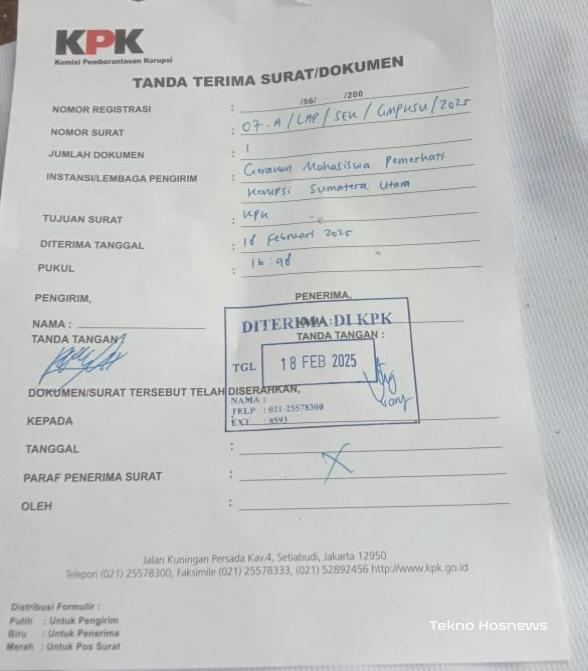 KPK
Komisi Pemberantasan Korupsi
TANDA TERIMA SURAT/DOKUMEN
NOMOR REGISTRASI : /56/ /200
NOMOR SURAT : 07.A/LAP/SEK/GMPKSU/2025
JUMLAH DOKUMEN : 1
INSTANSI/LEMBAGA PENGIRIM : Gerakan Mahasiswa Pemerhati
Korupsi Sumatera Utara
TUJUAN SURAT : KPK
DITERIMA TANGGAL : 18 Februari 2025
PUKUL : 16:
PENGIRIM, PENERIMA,
NAMA : NAMA :
TANDA TANGAN : TANDA TANGAN :
DITERIMA DI KPK
TGL 18 FEB 2025
NAMA :
TELP : 021-25578300
EXT : 8593
DOKUMEN/SURAT TERSEBUT TELAH DISERAHKAN,
KEPADA
TANGGAL :
PARAF PENERIMA SURAT :
OLEH :
Jalan Kuningan Persada Kav.4, Setiabudi, Jakarta 12950
Telepon (021) 25578300, Faksimile (021) 25578333, (021) 52892456 http://www.kpk.go.id
Distribusi Formulir :
Putih : Untuk Pengirim
Biru : Untuk Penerima
Merah : Untuk Pos Surat
Tekno Hosnews